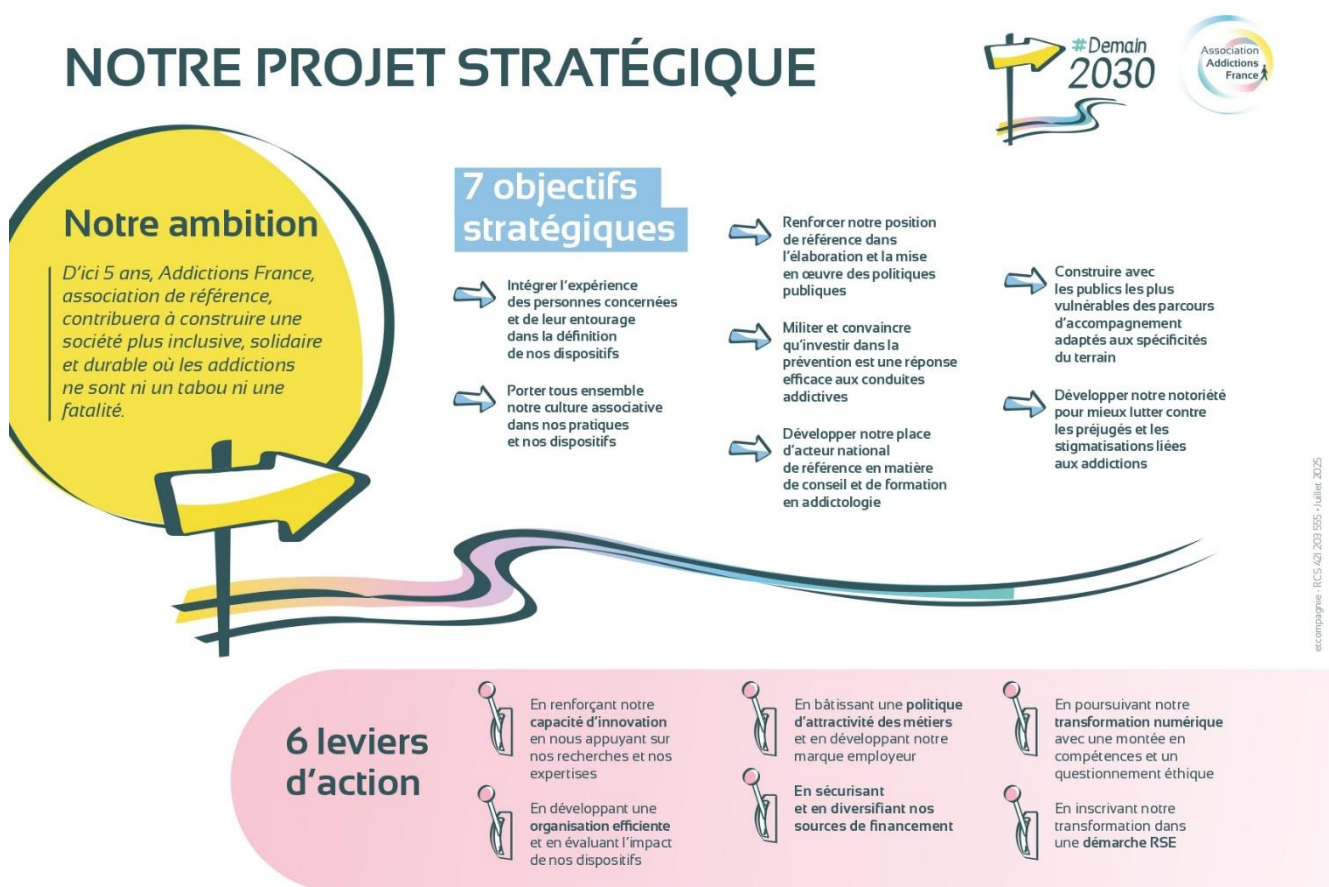 NOTRE PROJET STRATÉGIQUE
#Demain
2030
Association
Addictions
France
Notre ambition
D'ici 5 ans, Addictions France,
association de référence,
contribuera à construire une
société plus inclusive, solidaire
et durable où les addictions
ne sont ni un tabou ni une
fatalité.
7 objectifs
stratégiques
Intégrer l'expérience
des personnes concernées
et de leur entourage
dans la définition
de nos dispositifs
Porter tous ensemble
notre culture associative
dans nos pratiques
et nos dispositifs
Renforcer notre position
de référence dans
l'élaboration et la mise
en œuvre des politiques
publiques
Militer et convaincre
qu'investir dans la
prévention est une réponse
efficace aux conduites
addictives
Développer notre place
d'acteur national
de référence en matière
de conseil et de formation
en addictologie
Construire avec
les publics les plus
vulnérables des parcours
d'accompagnement
adaptés aux spécificités
du terrain
Développer notre notoriété
pour mieux lutter contre
les préjugés et les
stigmatisations liées
aux addictions
etcompagnie - RCS 421 203 555 • Juillet 2025
6 leviers
d'action
En renforçant notre
capacité d'innovation
en nous appuyant sur
nos recherches et nos
expertises
En développant une
organisation efficiente
et en évaluant l'impact
de nos dispositifs
En bâtissant une politique
d'attractivité des métiers
et en développant notre
marque employeur
En sécurisant
et en diversifiant nos
sources de financement
En poursuivant notre
transformation numérique
avec une montée en
compétences et un
questionnement éthique
En inscrivant notre
transformation dans
une démarche RSE